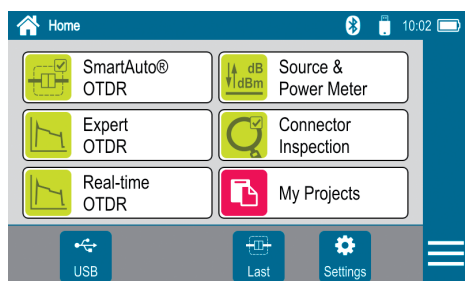 Home
10:02
SmartAuto®
OTDR
dB
dBm
Source &
Power Meter
Expert
OTDR
Connector
Inspection
Real-time
OTDR
My Projects
USB
Last
Settings